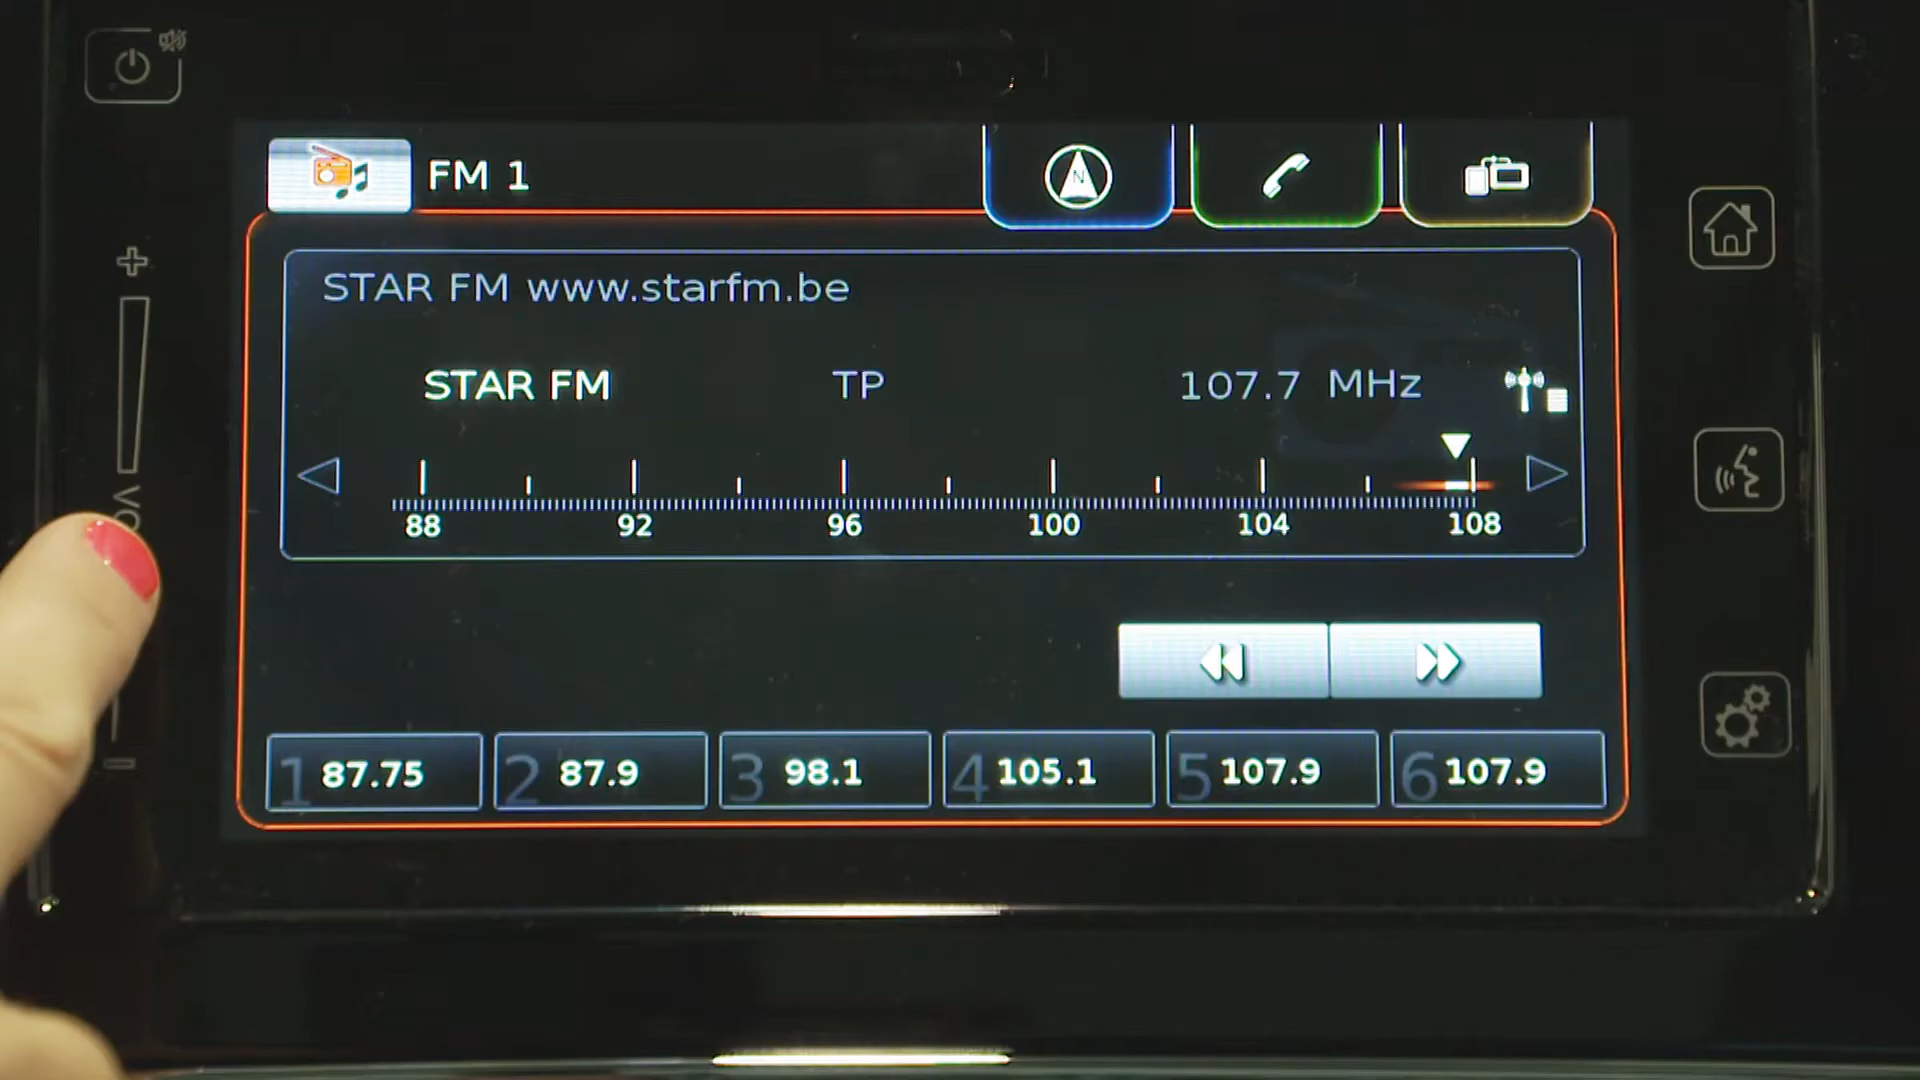 FM 1
N
STAR FM www.starfm.be
STAR FM TP 107.7 MHz
88 92 96 100 104 108
VO
1 87.75 2 87.9 3 98.1 4 105.1 5 107.9 6 107.9